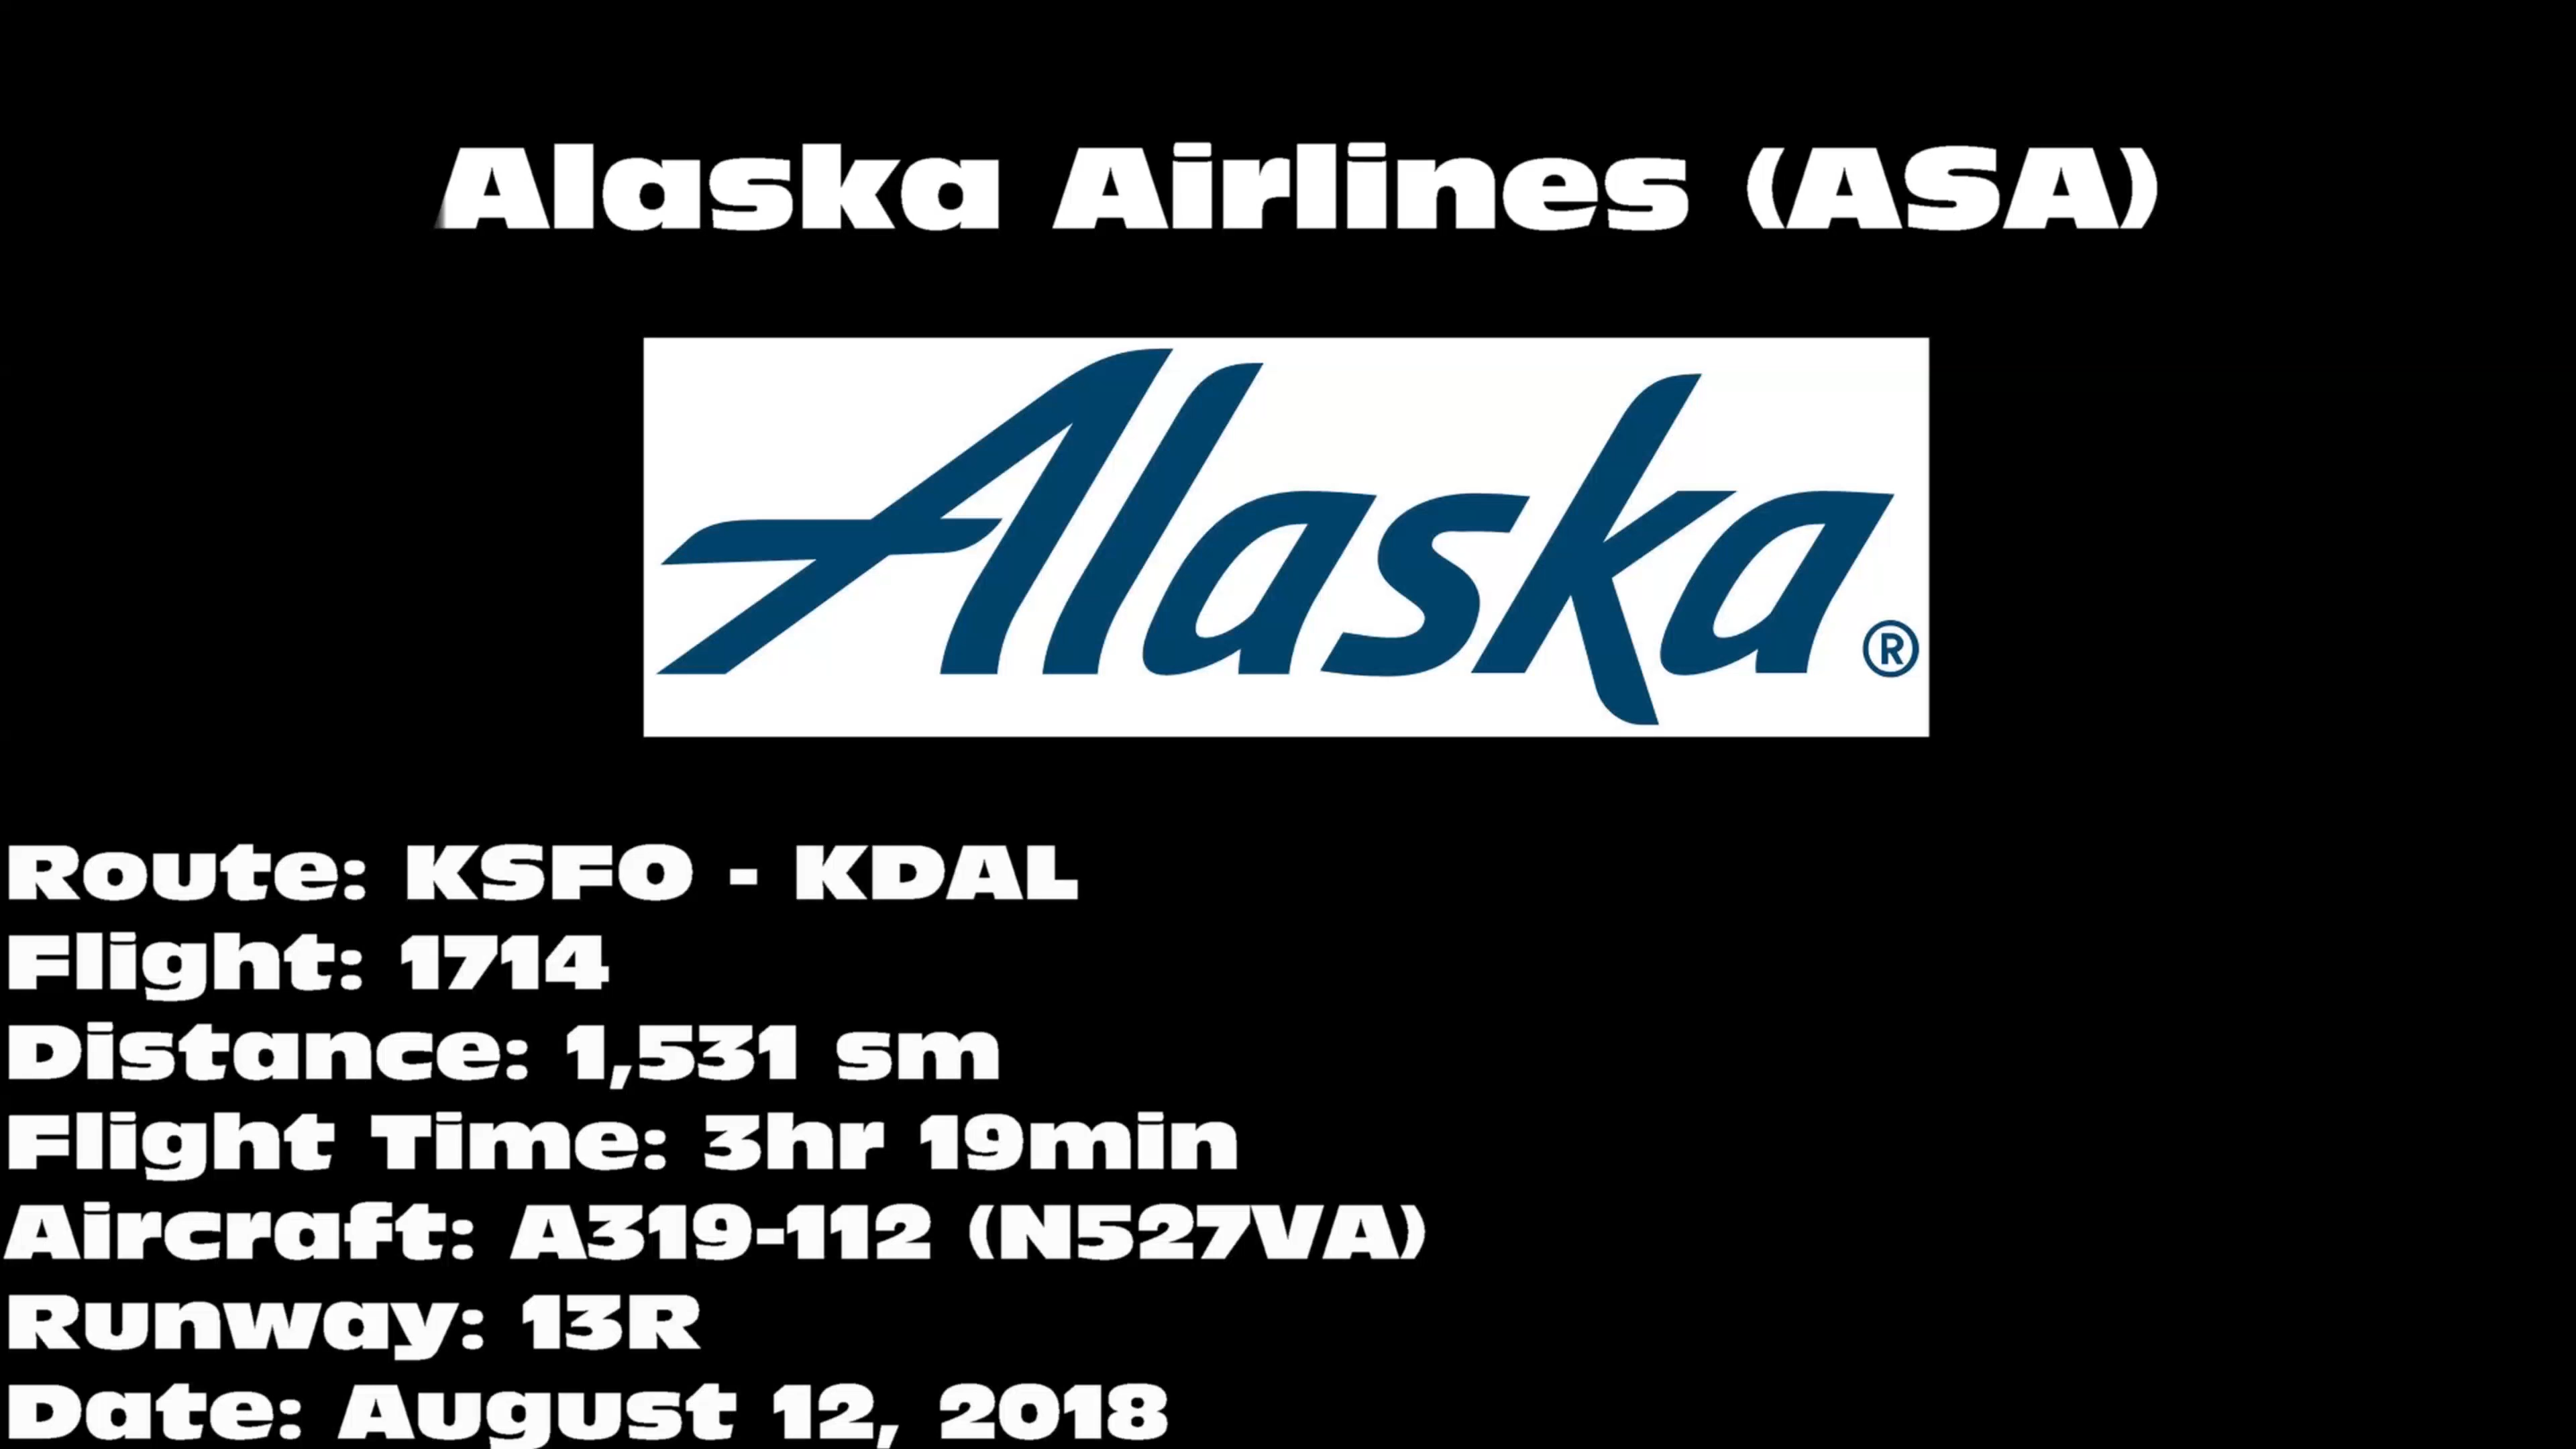 Alaska Airlines (ASA)
Alaska®
Route: KSFO - KDAL
Flight: 1714
Distance: 1,531 sm
Flight Time: 3hr 19min
Aircraft: A319-112 (N527VA)
Runway: 13R
Date: August 12, 2018